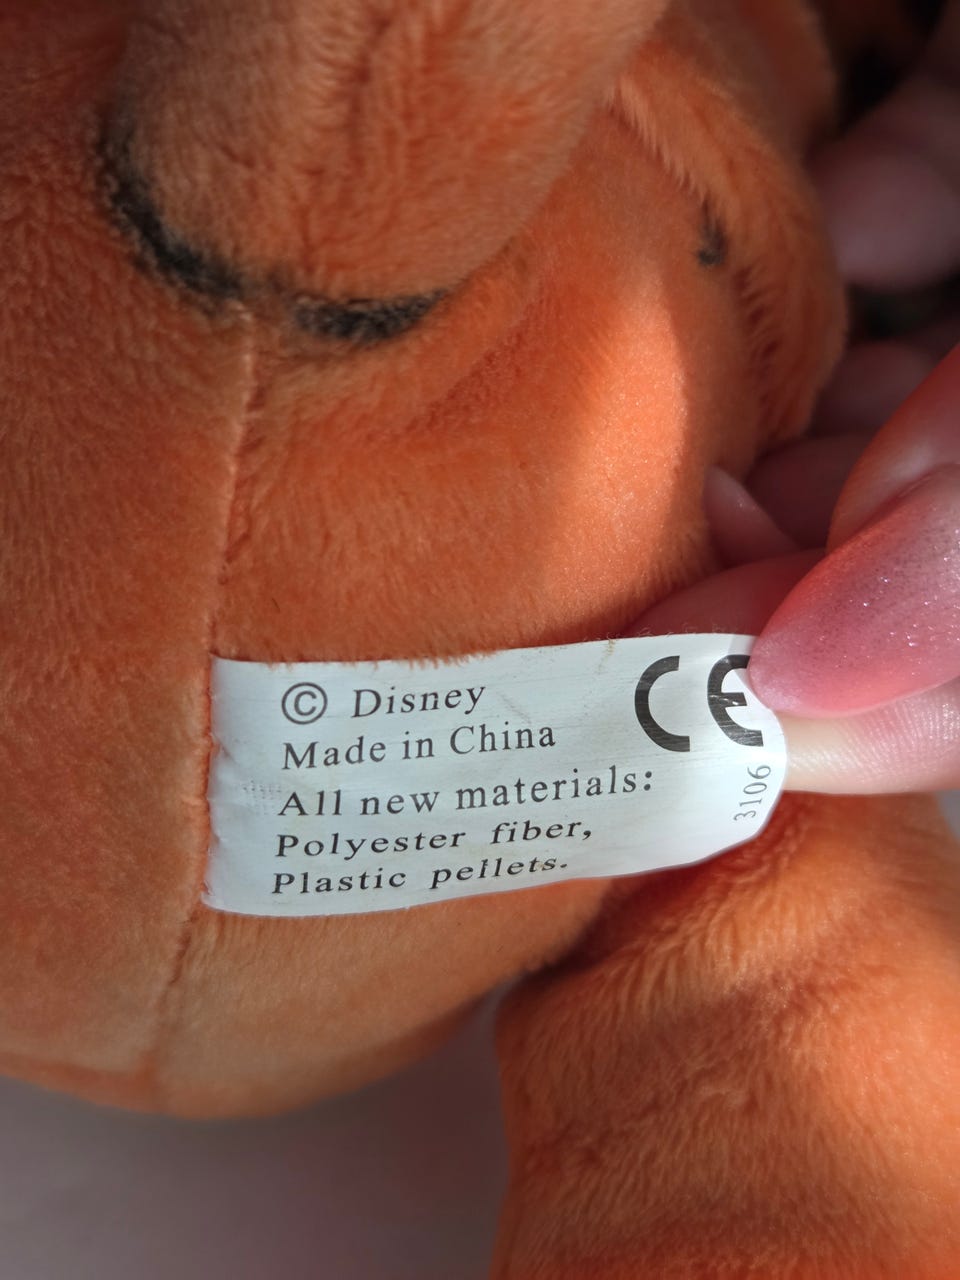 © Disney
Made in China
All new materials:
Polyester fiber,
Plastic pellets.
CE
3106